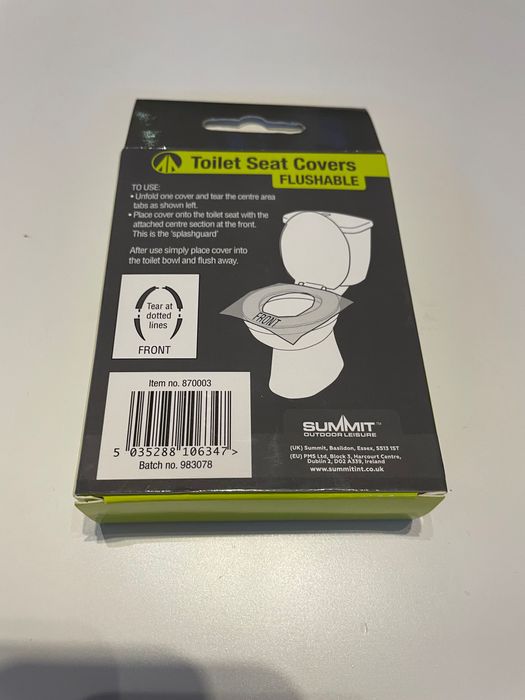 Toilet Seat Covers
FLUSHABLE
TO USE:
• Unfold one cover and tear the centre area
tabs as shown left.
• Place cover onto the toilet seat with the
attached centre section at the front.
This is the 'splashguard'
After use simply place cover into
the toilet bowl and flush away.
Tear at
dotted
lines
FRONT
FRONT
Item no. 870003
5 035288 106347 >
Batch no. 983078
SUMMIT™
OUTDOOR LEISURE
(UK) Summit, Basildon, Essex, SS13 1ST
(EU) PMS Ltd, Block 3, Harcourt Centre,
Dublin 2, D02 A339, Ireland
www.summitint.co.uk